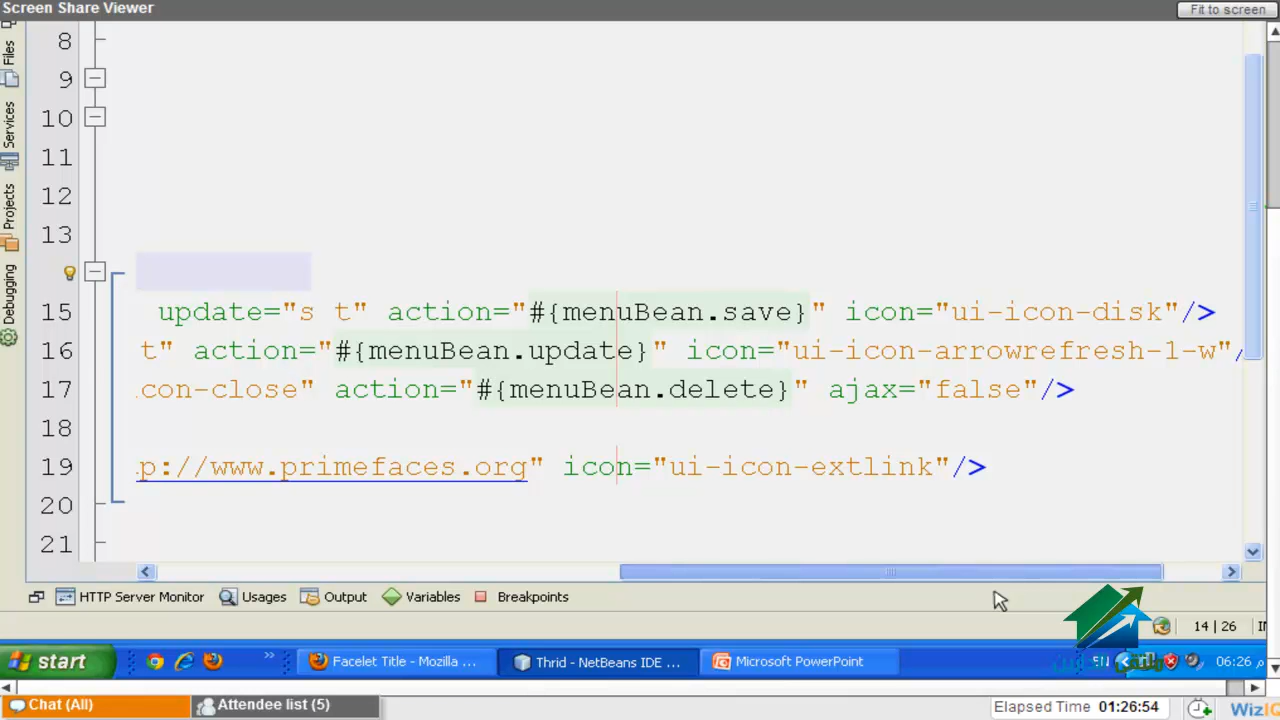 Screen Share Viewer
Fit to screen
Files
Services
Projects
Debugging
8
9
10
11
12
13
15 update="s t" action="#{menuBean.save}" icon="ui-icon-disk"/>
16 t" action="#{menuBean.update}" icon="ui-icon-arrowrefresh-1-w"/
17 con-close" action="#{menuBean.delete}" ajax="false"/>
18
19 p://www.primefaces.org" icon="ui-icon-extlink"/>
20
21
HTTP Server Monitor Usages Output Variables Breakpoints
14 | 26
start Facelet Title - Mozilla ... Thrid - NetBeans IDE ... Microsoft PowerPoint EN 06:26 م
Chat (All) Attendee list (5) Elapsed Time 01:26:54 WizIQ